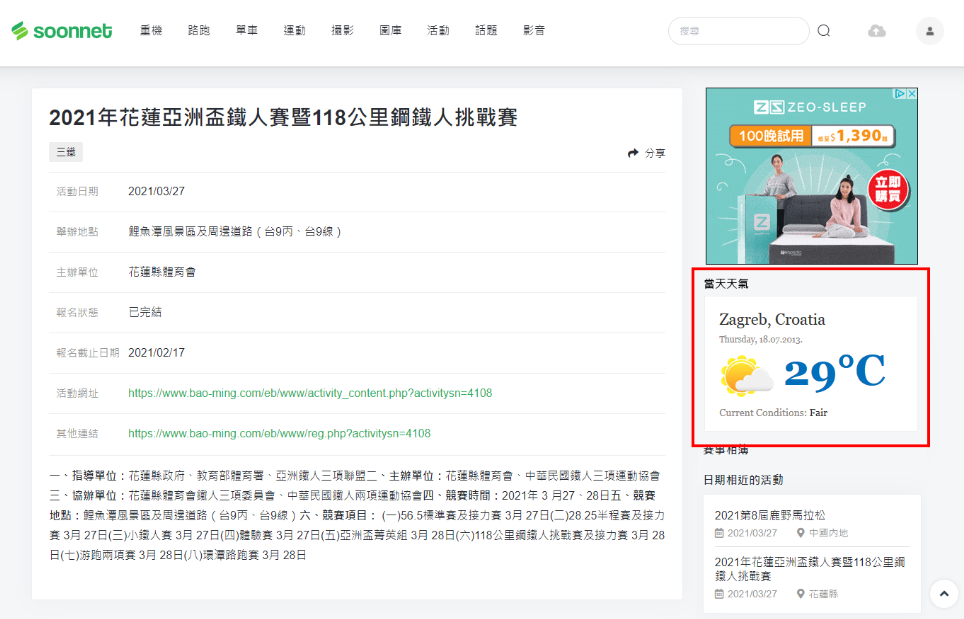 soonnet 重機 路跑 單車 運動 攝影 圖庫 活動 話題 影音 搜尋
2021年花蓮亞洲盃鐵人賽暨118公里鋼鐵人挑戰賽
三鐵 分享
活動日期 2021/03/27
舉辦地點 鯉魚潭風景區及周邊道路（台9丙、台9線）
主辦單位 花蓮縣體育會
報名狀態 已完結
報名截止日期 2021/02/17
活動網址 https://www.bao-ming.com/eb/www/activity_content.php?activitysn=4108
其他連結 https://www.bao-ming.com/eb/www/reg.php?activitysn=4108
一、指導單位：花蓮縣政府、教育部體育署、亞洲鐵人三項聯盟二、主辦單位：花蓮縣體育會、中華民國鐵人三項運動協會
三、協辦單位：花蓮縣體育會鐵人三項委員會、中華民國鐵人兩項運動協會四、競賽時間：2021年 3 月27、28日五、競賽
地點：鯉魚潭風景區及周邊道路（台9丙、台9線）六、競賽項目： (一)56.5標準賽及接力賽 3月 27日(二)28.25半程賽及接力
賽 3月 27日(三)小鐵人賽 3月 27日(四)體驗賽 3月 27日(五)亞洲盃菁英組 3月 28日(六)118公里鋼鐵人挑戰賽及接力賽 3月 28
日(七)游跑兩項賽 3月 28日(八)環潭路跑賽 3月 28日
ZS ZEO-SLEEP
100晚試用 $1,390
立即
購買
當天天氣
Zagreb, Croatia
Thursday, 18.07.2013.
29°C
Current Conditions: Fair
賽事相簿
日期相近的活動
2021第8屆鹿野馬拉松
2021/03/27 中國內地
2021年花蓮亞洲盃鐵人賽暨118公里鋼
鐵人挑戰賽
2021/03/27 花蓮縣